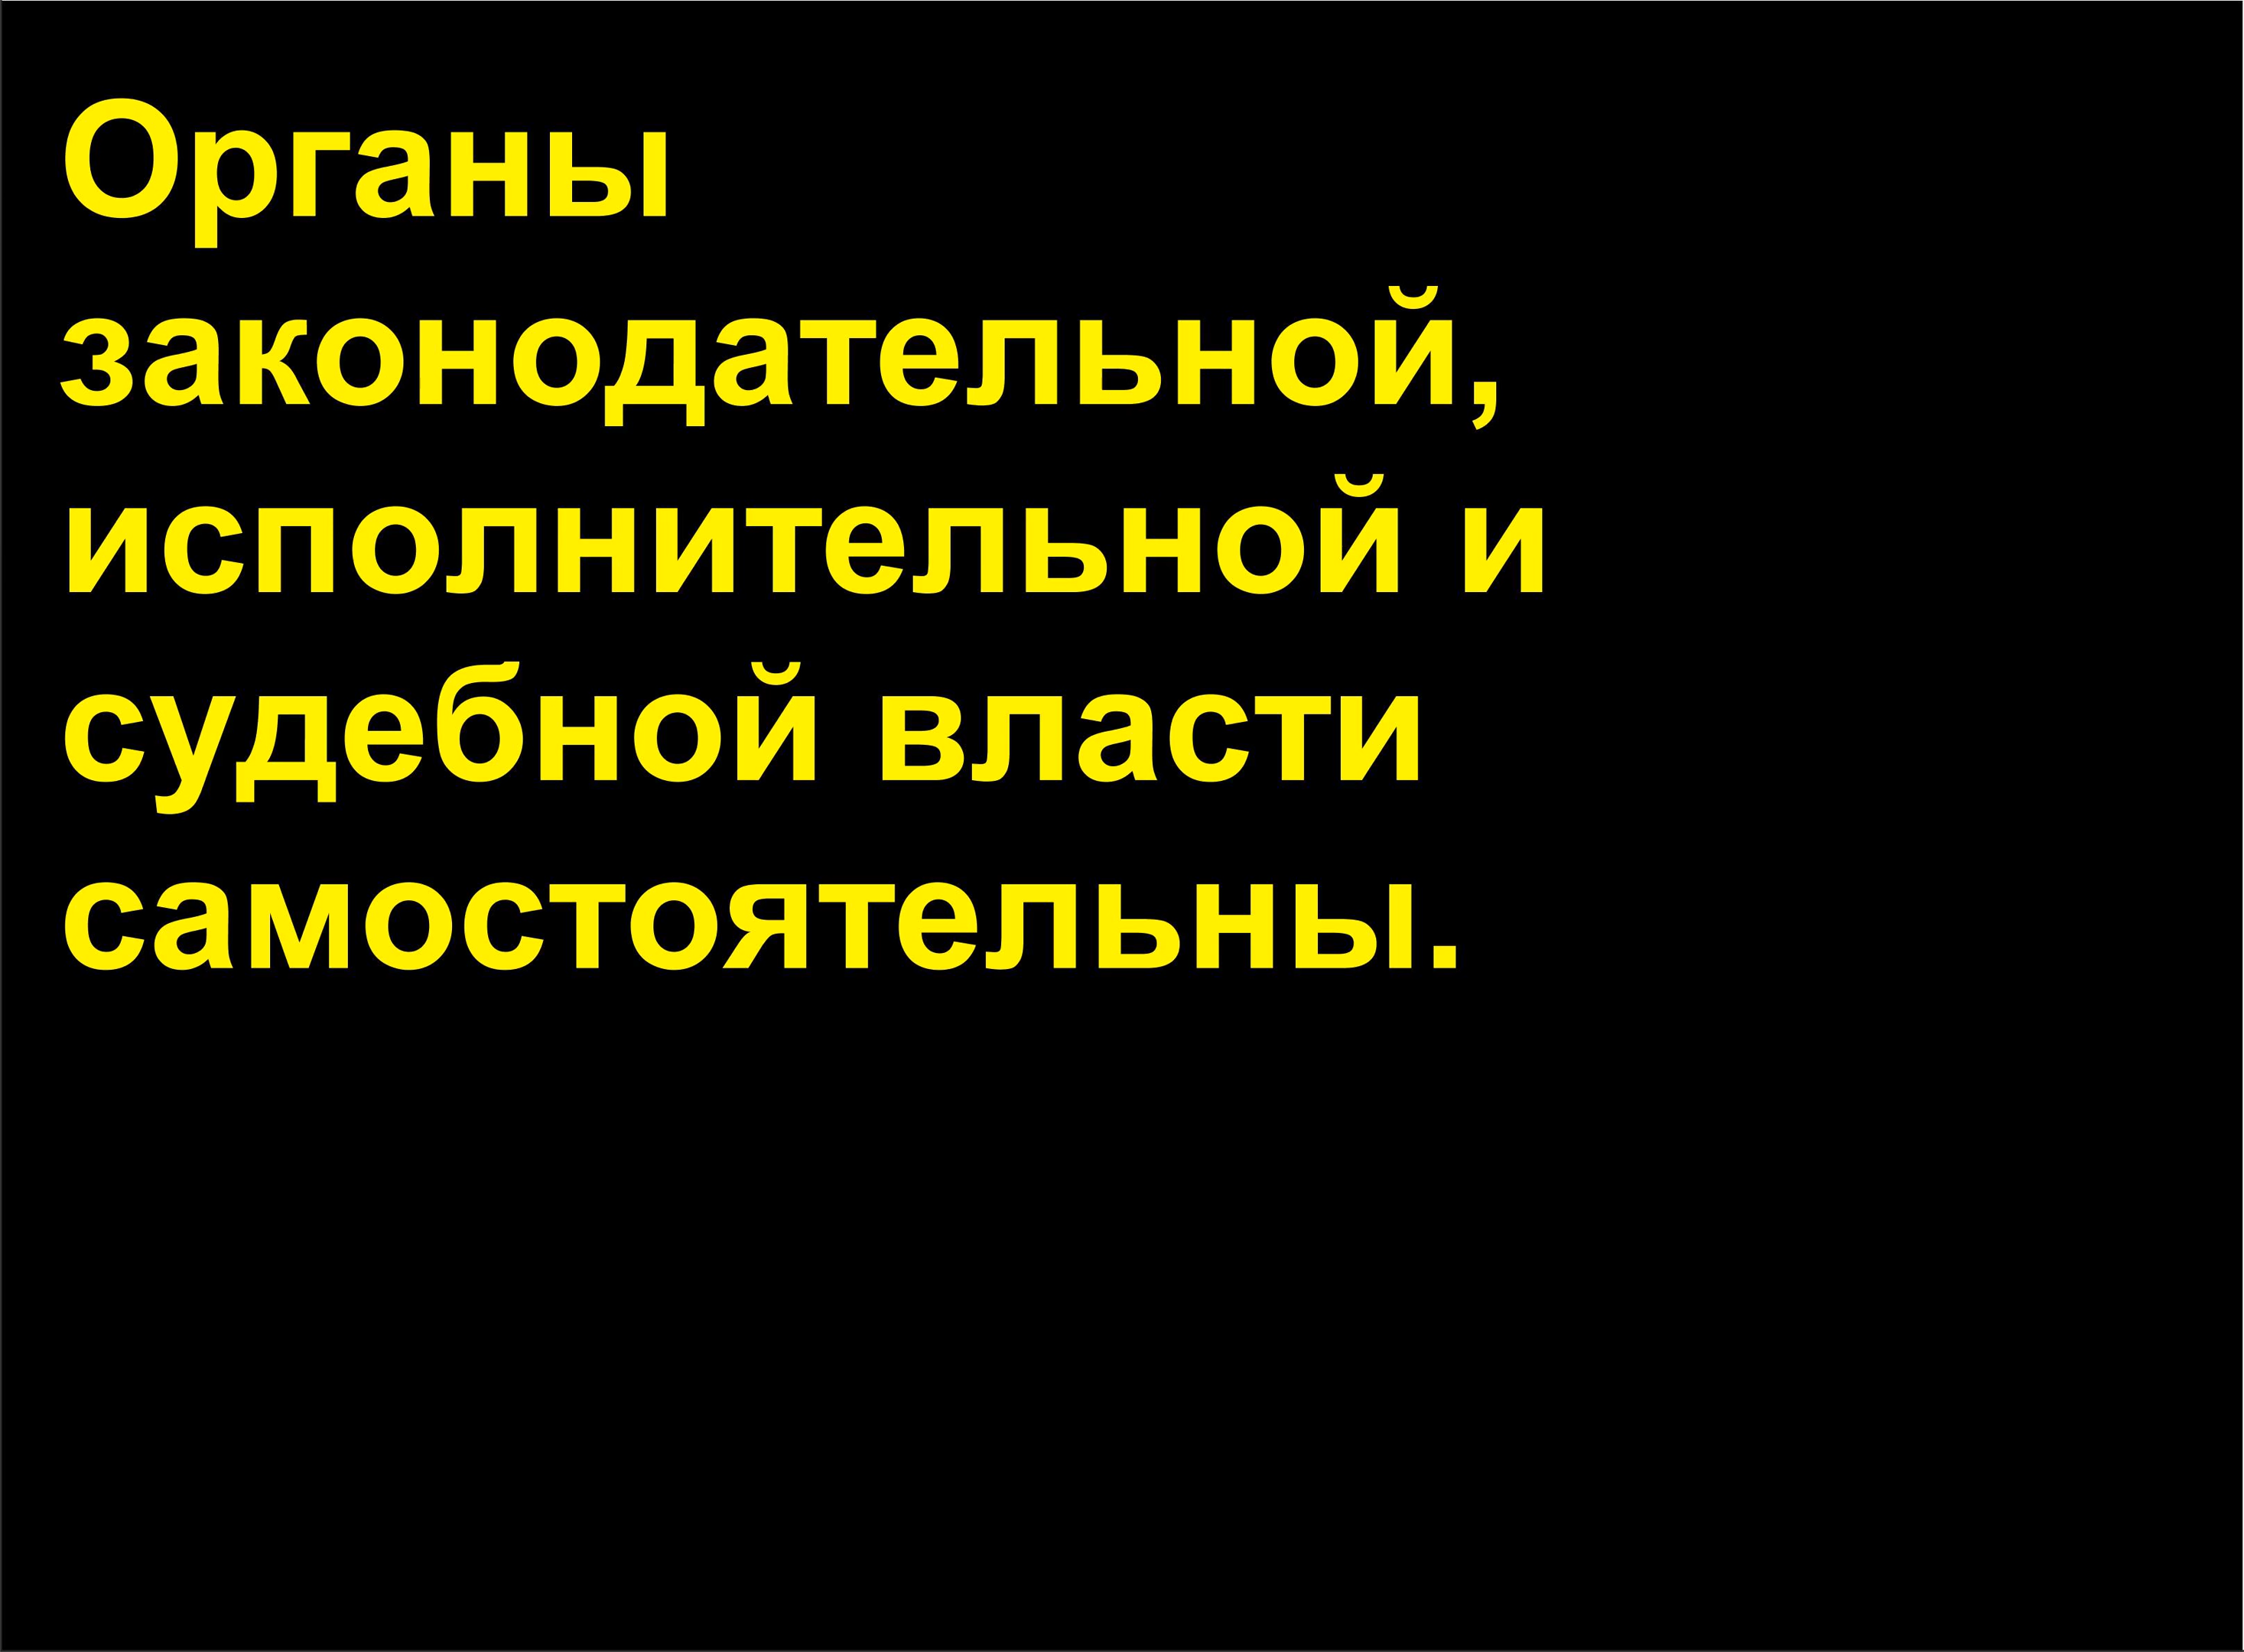 Органы
законодательной,
исполнительной и
судебной власти
самостоятельны.